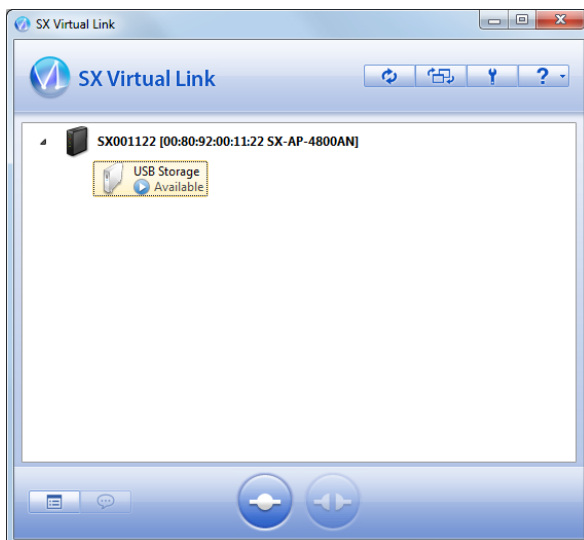 SX Virtual Link
SX Virtual Link
?
SX001122 [00:80:92:00:11:22 SX-AP-4800AN]
USB Storage
Available